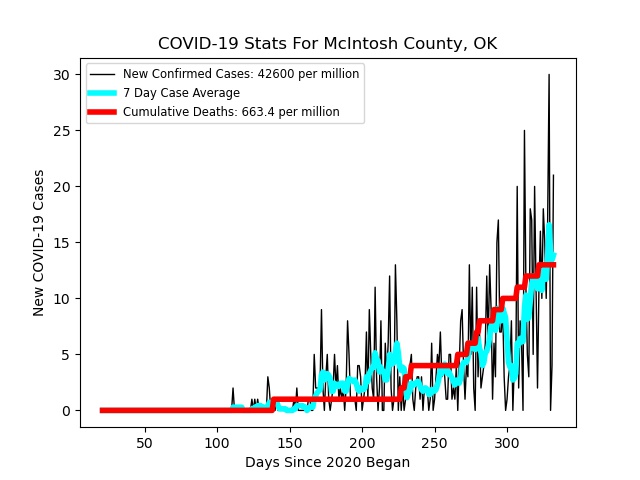 COVID-19 Stats For McIntosh County, OK
New Confirmed Cases: 42600 per million
7 Day Case Average
Cumulative Deaths: 663.4 per million
30
25
20
15
10
5
0
New COVID-19 Cases
50 100 150 200 250 300
Days Since 2020 Began